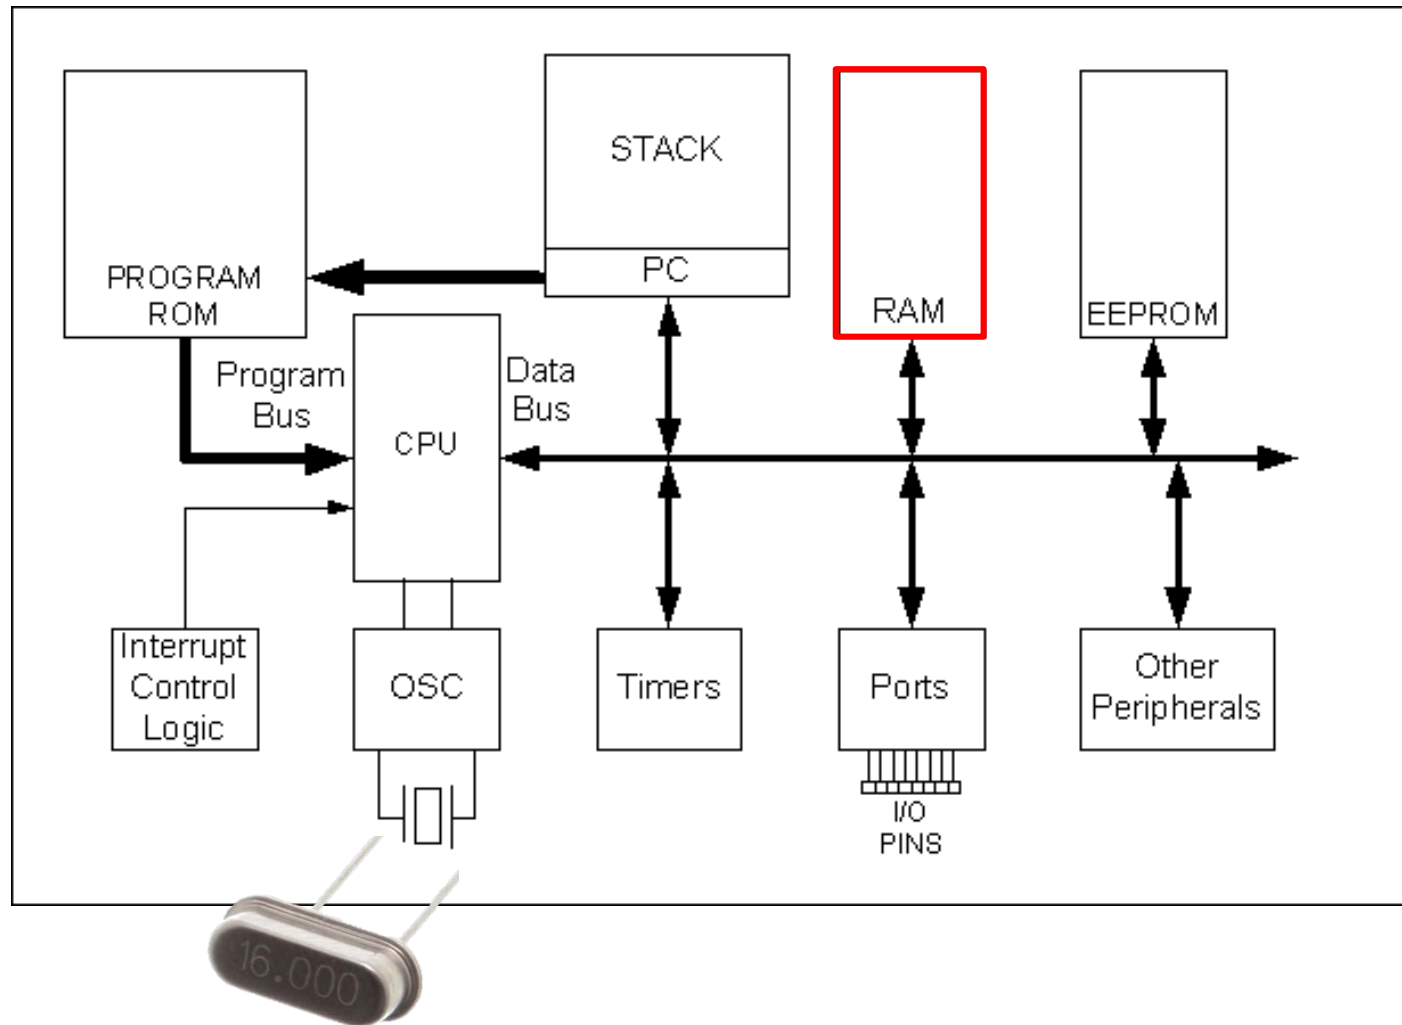 STACK
PC
PROGRAM
ROM
RAM
EEPROM
Program
Bus
CPU
Data
Bus
Interrupt
Control
Logic
OSC
Timers
Ports
Other
Peripherals
I/O
PINS
16.000